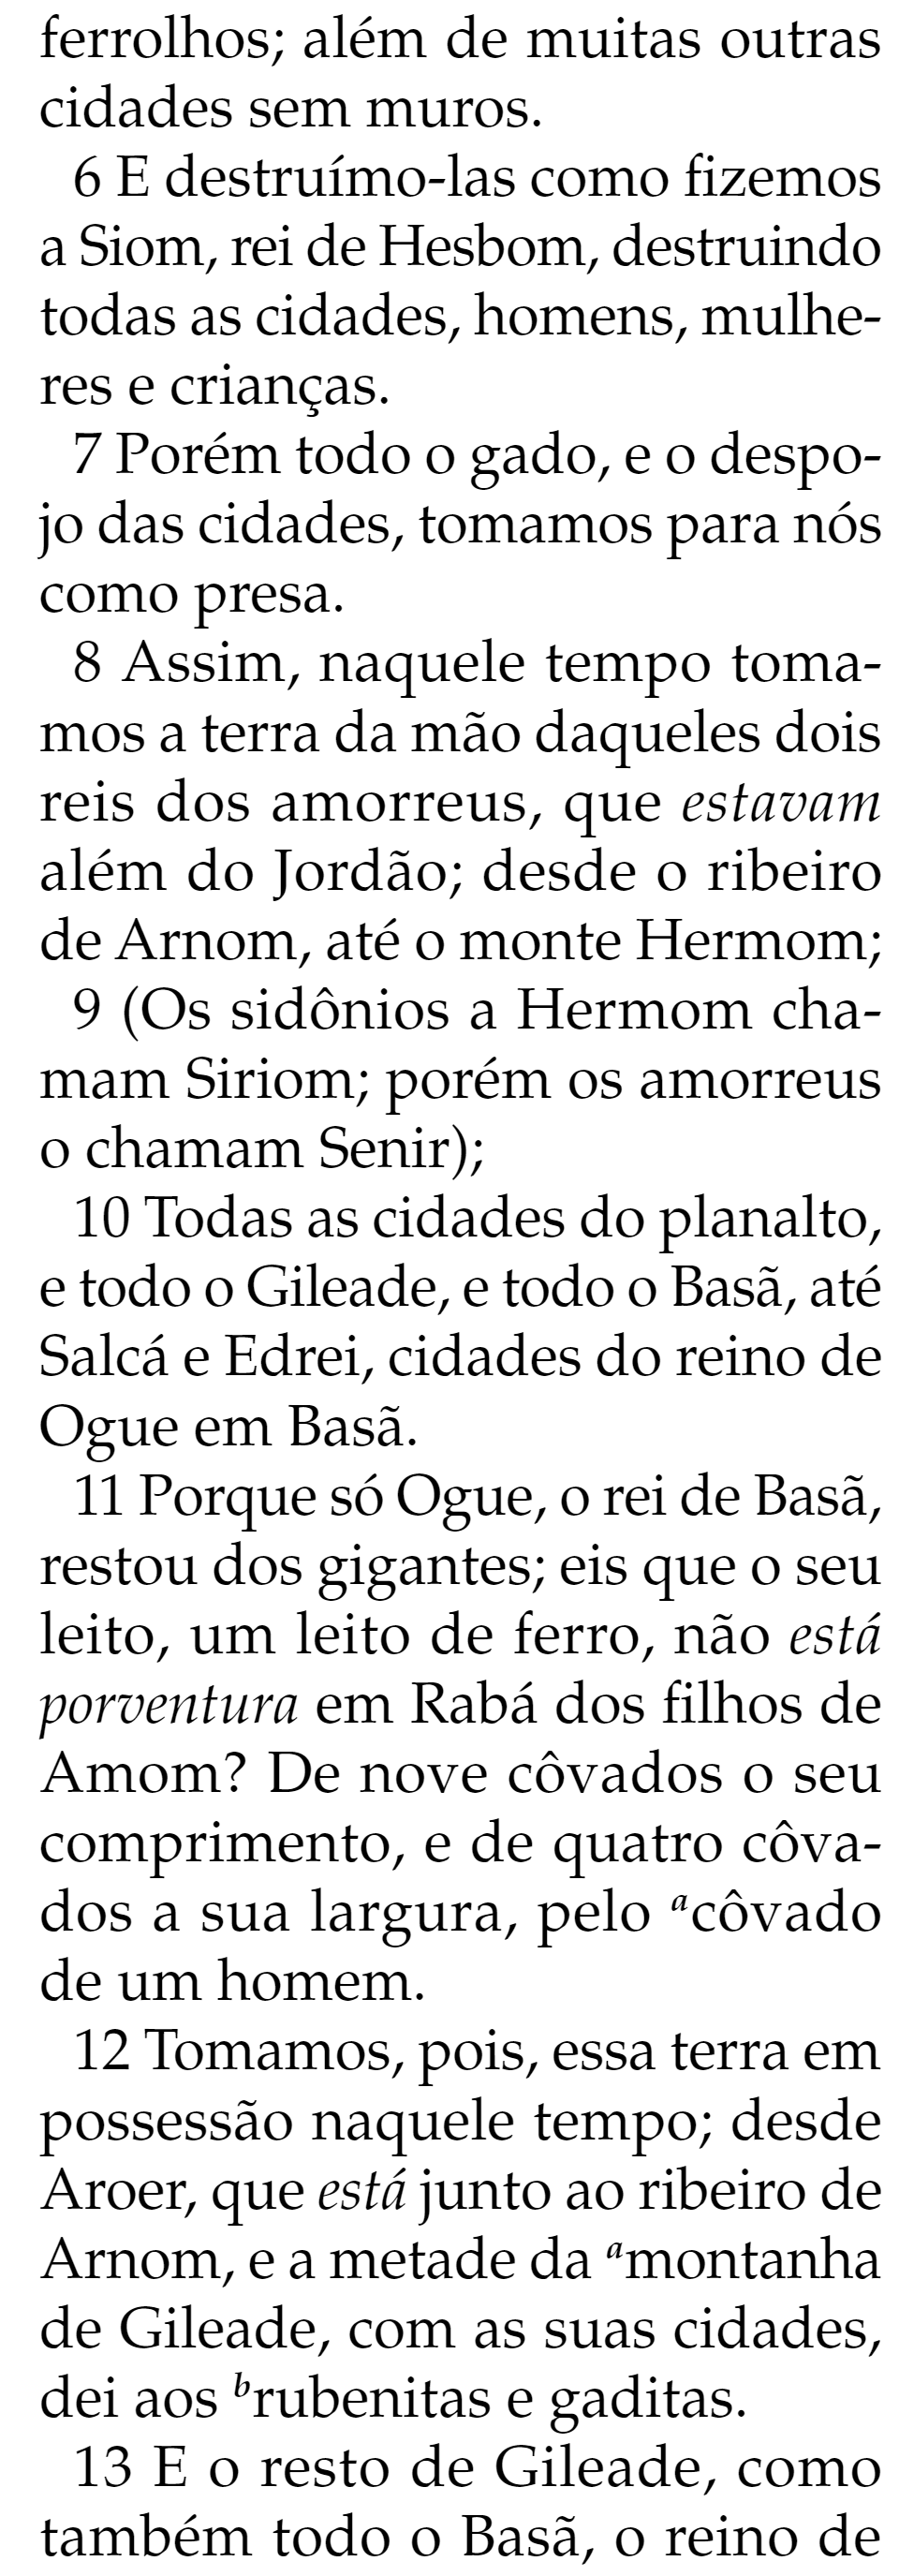 ferrolhos; além de muitas outras
cidades sem muros.
6 E destruímo-las como fizemos
a Siom, rei de Hesbom, destruindo
todas as cidades, homens, mulhe-
res e crianças.
7 Porém todo o gado, e o despo-
jo das cidades, tomamos para nós
como presa.
8 Assim, naquele tempo toma-
mos a terra da mão daqueles dois
reis dos amorreus, que estavam
além do Jordão; desde o ribeiro
de Arnom, até o monte Hermom;
9 (Os sidônios a Hermom cha-
mam Siriom; porém os amorreus
o chamam Senir);
10 Todas as cidades do planalto,
e todo o Gileade, e todo o Basã, até
Salcá e Edrei, cidades do reino de
Ogue em Basã.
11 Porque só Ogue, o rei de Basã,
restou dos gigantes; eis que o seu
leito, um leito de ferro, não está
porventura em Rabá dos filhos de
Amom? De nove côvados o seu
comprimento, e de quatro côva-
dos a sua largura, pelo ᵃcôvado
de um homem.
12 Tomamos, pois, essa terra em
possessão naquele tempo; desde
Aroer, que está junto ao ribeiro de
Arnom, e a metade da ᵃmontanha
de Gileade, com as suas cidades,
dei aos ᵇrubenitas e gaditas.
13 E o resto de Gileade, como
também todo o Basã, o reino de